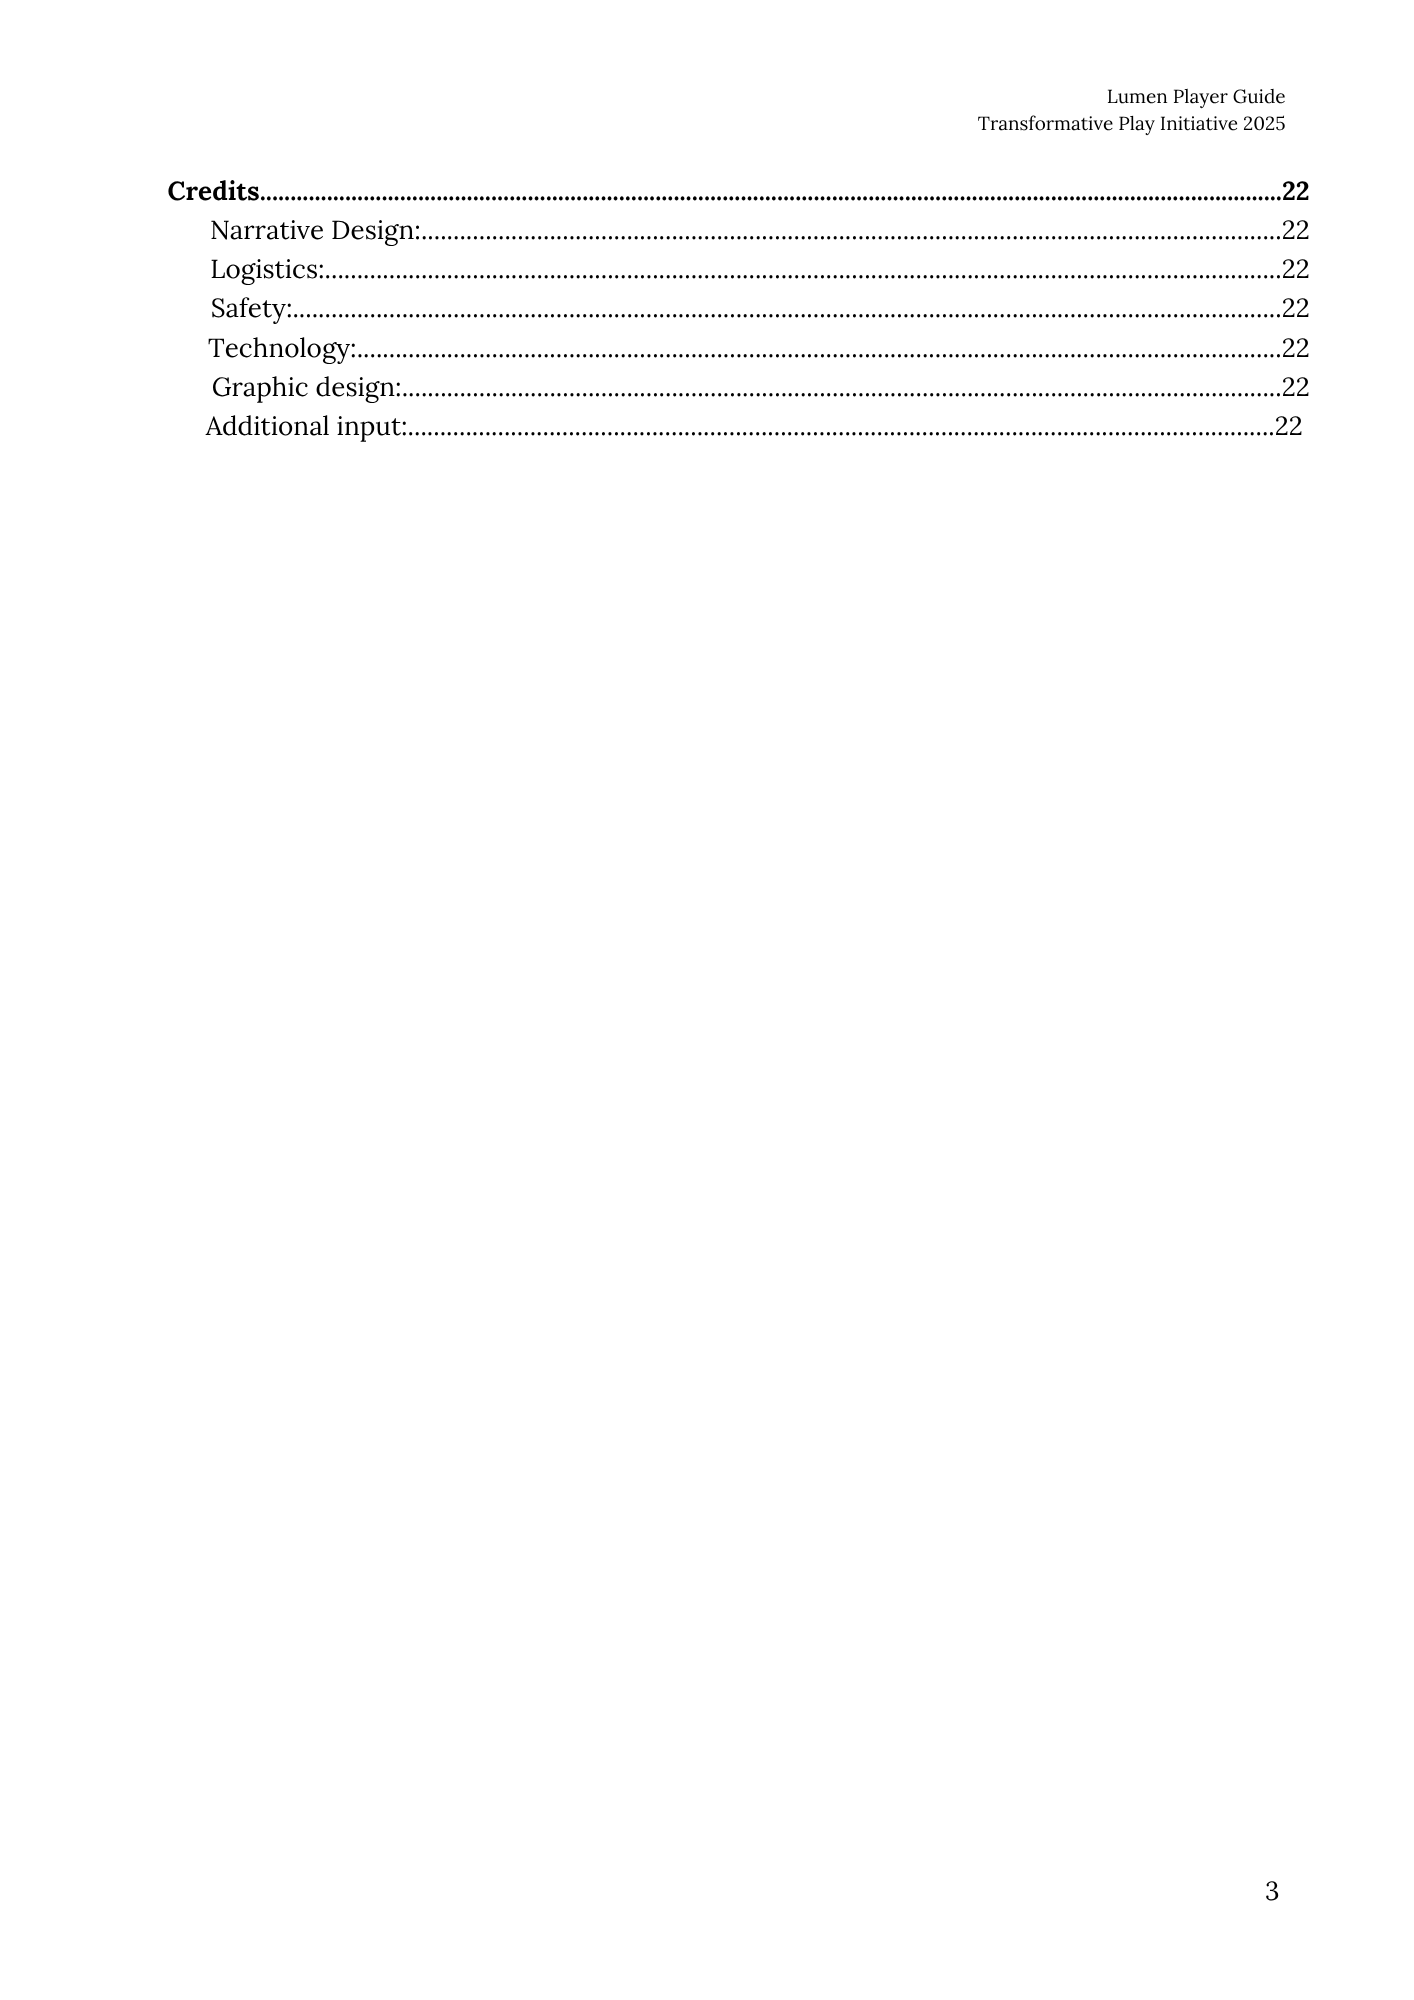 Lumen Player Guide
Transformative Play Initiative 2025
Credits....................................................................................................................................................................22
Narrative Design:.....................................................................................................................................22
Logistics:....................................................................................................................................................22
Safety:.........................................................................................................................................................22
Technology:...............................................................................................................................................22
Graphic design:........................................................................................................................................22
Additional input:......................................................................................................................................22
3